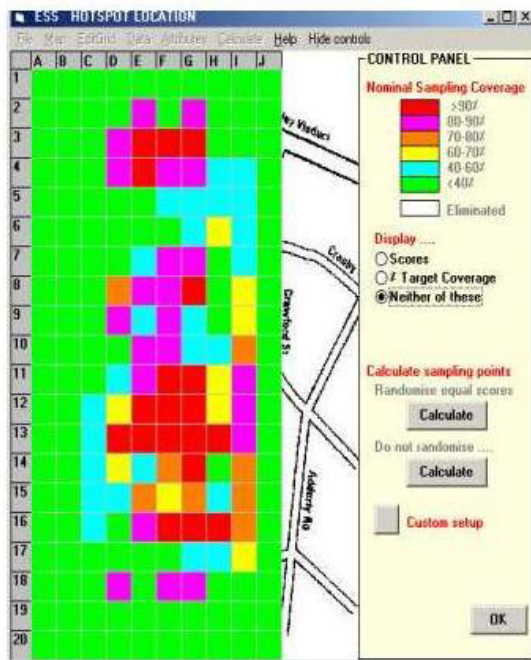 ESS HOTSPOT LOCATION
File Map EditGrid Data Attributes Calculate Help Hide controls
A B C D E F G H I J
1
2
3
4
5
6
7
8
9
10
11
12
13
14
15
16
17
18
19
20
Viaduct
Crosby
Crawford St
Adderly Rd
CONTROL PANEL
Nominal Sampling Coverage
>90%
80-90%
70-80%
60-70%
40-60%
<40%
Eliminated
Display ....
Scores
% Target Coverage
Neither of these
Calculate sampling points
Randomise equal scores
Calculate
Do not randomise ....
Calculate
Custom setup
OK